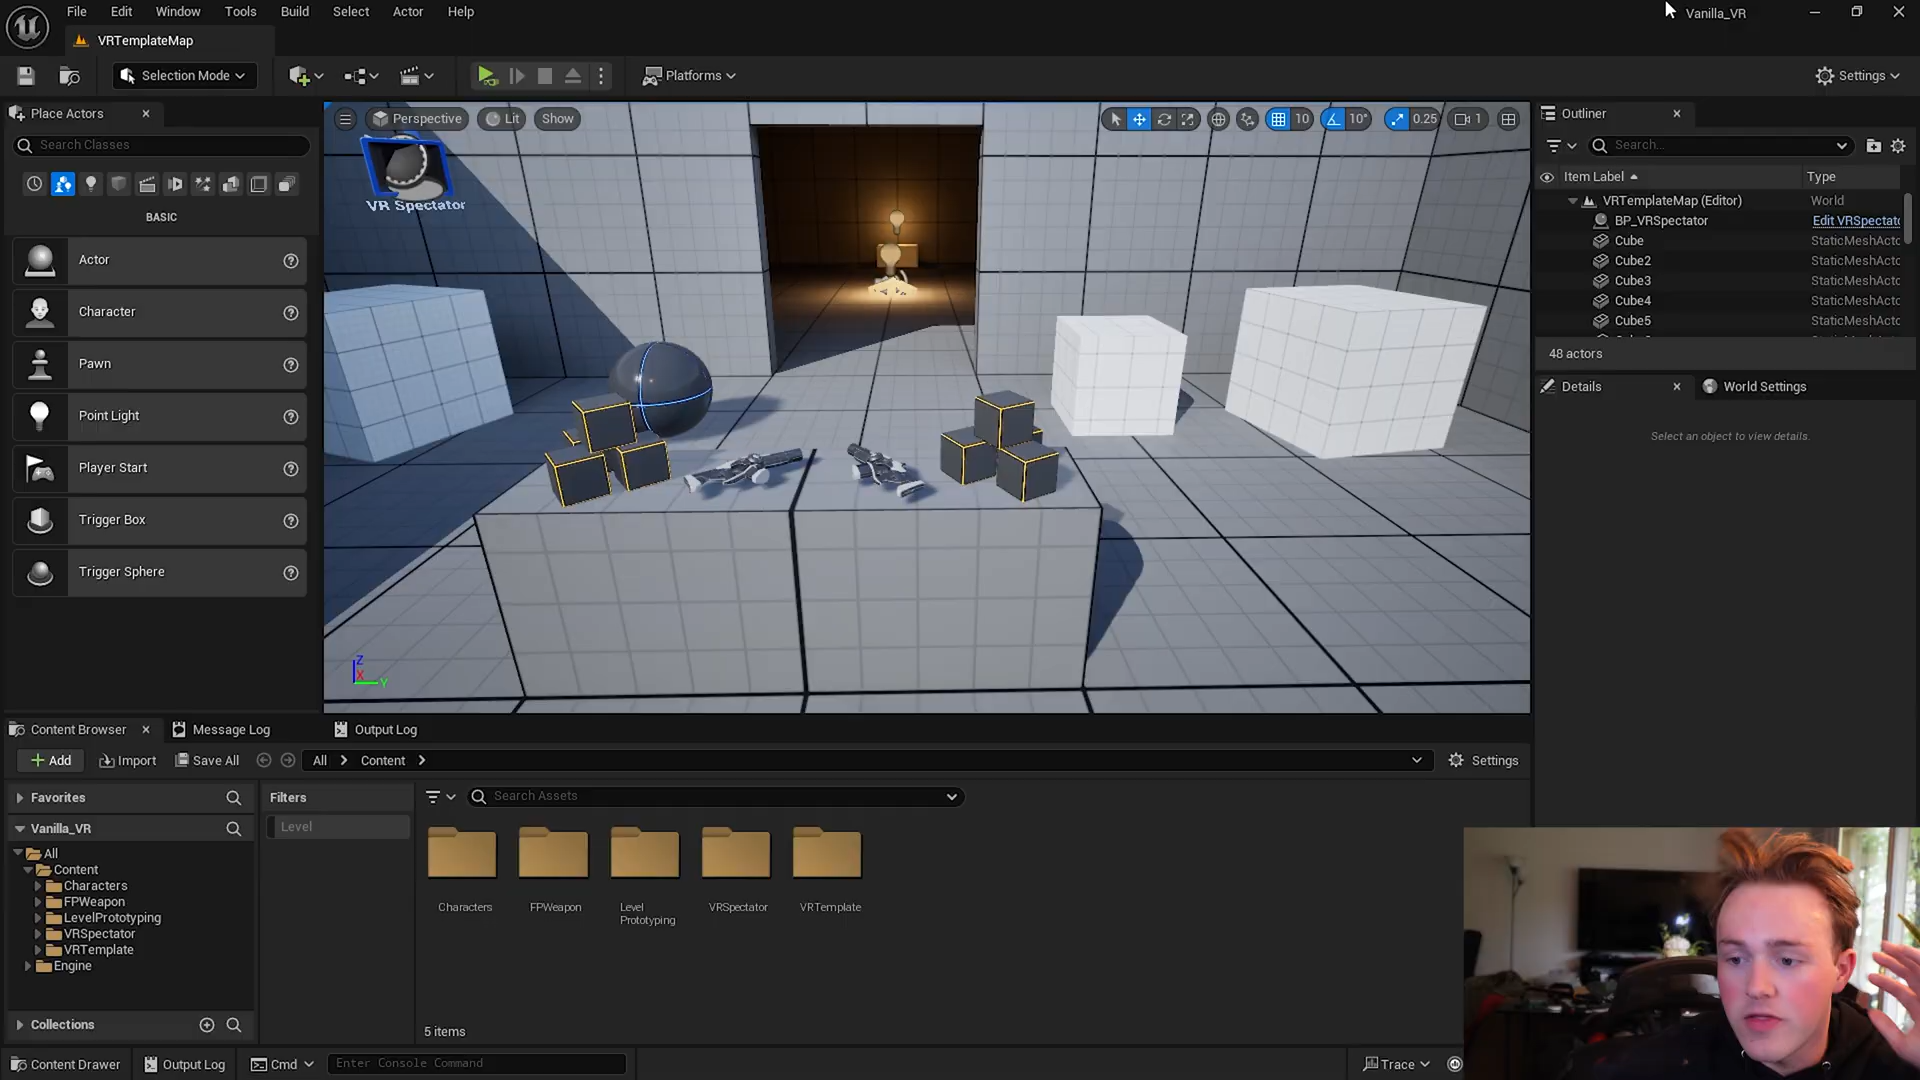 File Edit Window Tools Build Select Actor Help
Vanilla_VR
VRTemplateMap
Selection Mode
Platforms
Settings
Place Actors
Search Classes
BASIC
Actor
Character
Pawn
Point Light
Player Start
Trigger Box
Trigger Sphere
Perspective
Lit
Show
10
10°
0.25
1
VR Spectator
Z
X
Y
Outliner
Search...
Item Label
Type
VRTemplateMap (Editor) World
BP_VRSpectator Edit VRSpectato
Cube StaticMeshActo
Cube2 StaticMeshActo
Cube3 StaticMeshActo
Cube4 StaticMeshActo
Cube5 StaticMeshActo
48 actors
Details
World Settings
Select an object to view details.
Content Browser
Message Log
Output Log
Add
Import
Save All
All
Content
Settings
Favorites
Vanilla_VR
All
Content
Characters
FPWeapon
LevelPrototyping
VRSpectator
VRTemplate
Engine
Collections
Filters
Level
Search Assets
Characters
FPWeapon
Level
Prototyping
VRSpectator
VRTemplate
5 items
Content Drawer
Output Log
Cmd
Enter Console Command
Trace